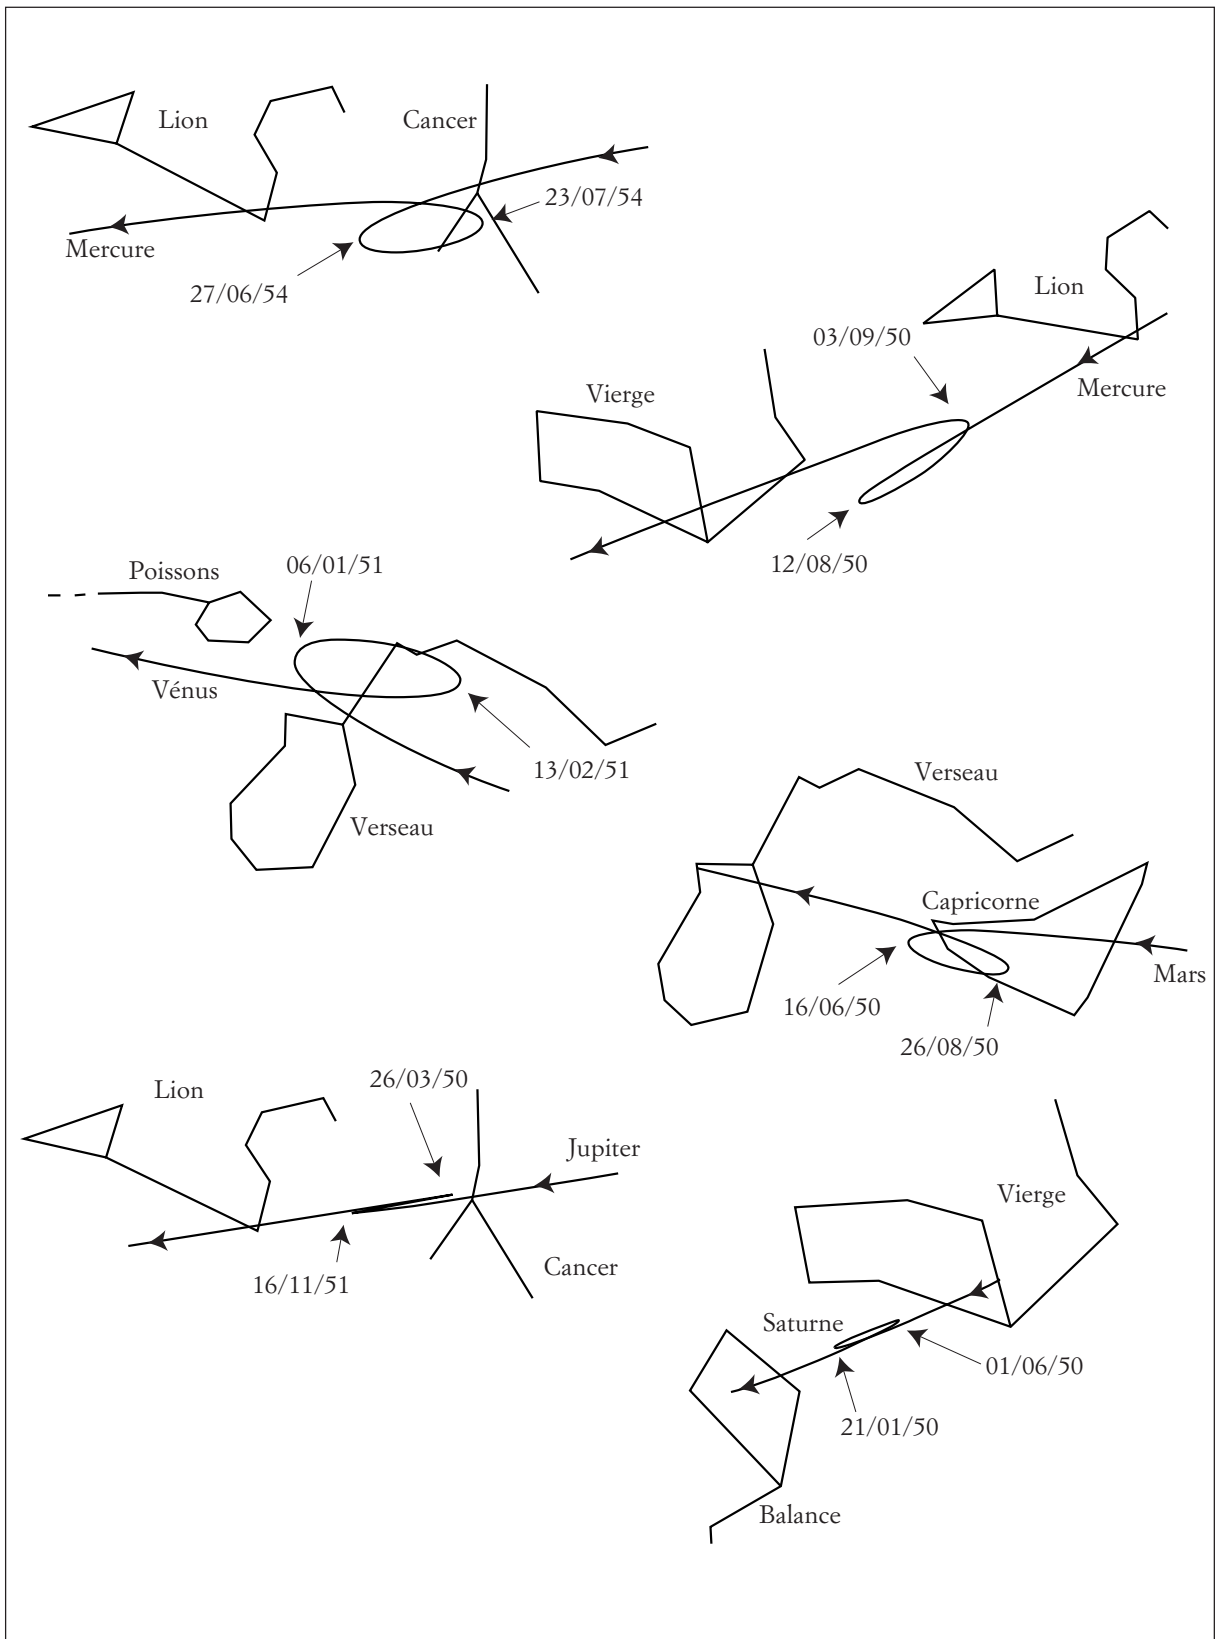 Lion
Cancer
23/07/54
Mercure
27/06/54
Lion
03/09/50
Mercure
Vierge
12/08/50
06/01/51
Poissons
Vénus
13/02/51
Verseau
Verseau
Capricorne
Mars
16/06/50
26/08/50
26/03/50
Lion
Jupiter
Vierge
Cancer
16/11/51
Saturne
01/06/50
21/01/50
Balance